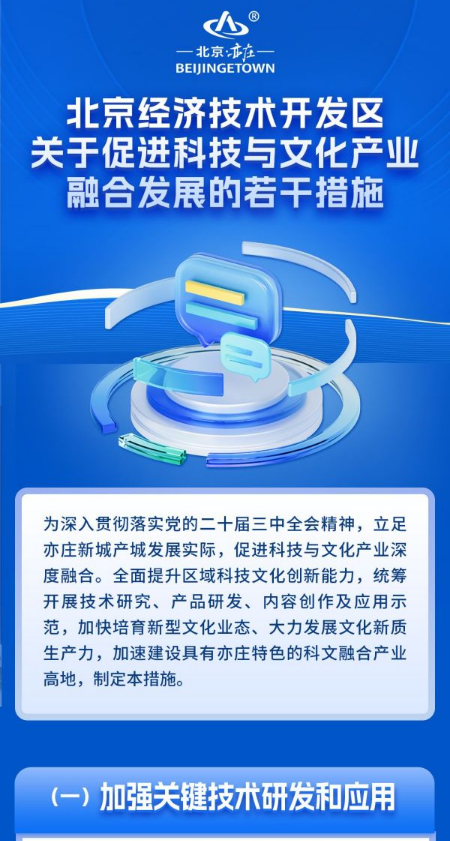 ®
北京·亦庄
BEIJINGETOWN
北京经济技术开发区
关于促进科技与文化产业
融合发展的若干措施
为深入贯彻落实党的二十届三中全会精神，立足
亦庄新城产城发展实际，促进科技与文化产业深
度融合。全面提升区域科技文化创新能力，统筹
开展技术研究、产品研发、内容创作及应用示
范，加快培育新型文化业态、大力发展文化新质
生产力，加速建设具有亦庄特色的科文融合产业
高地，制定本措施。
（一）加强关键技术研发和应用